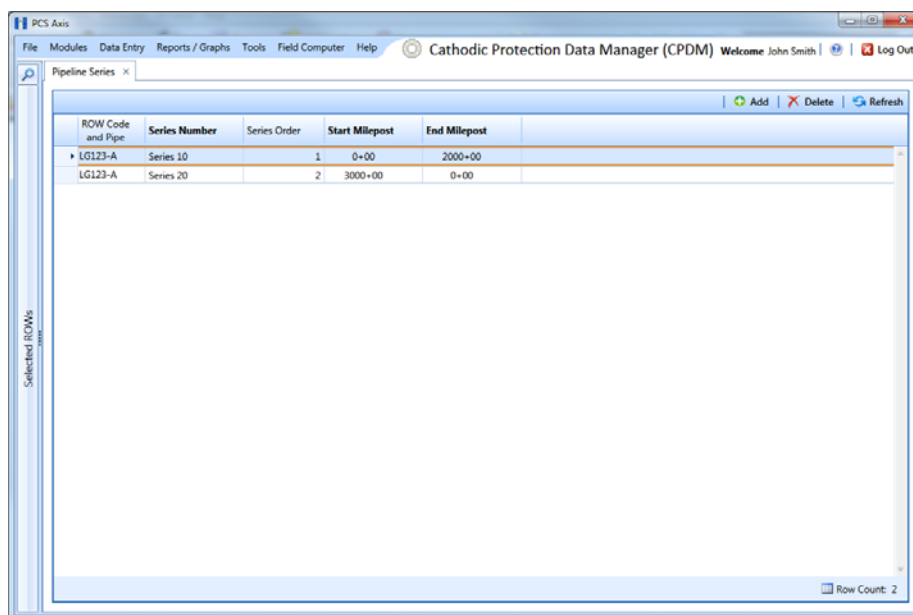 PCS Axis
File Modules Data Entry Reports / Graphs Tools Field Computer Help Cathodic Protection Data Manager (CPDM) Welcome John Smith | | Log Out
Pipeline Series ×
Add | Delete | Refresh
ROW Code and Pipe Series Number Series Order Start Milepost End Milepost
LG123-A Series 10 1 0+00 2000+00
LG123-A Series 20 2 3000+00 0+00
Selected ROWs
Row Count: 2